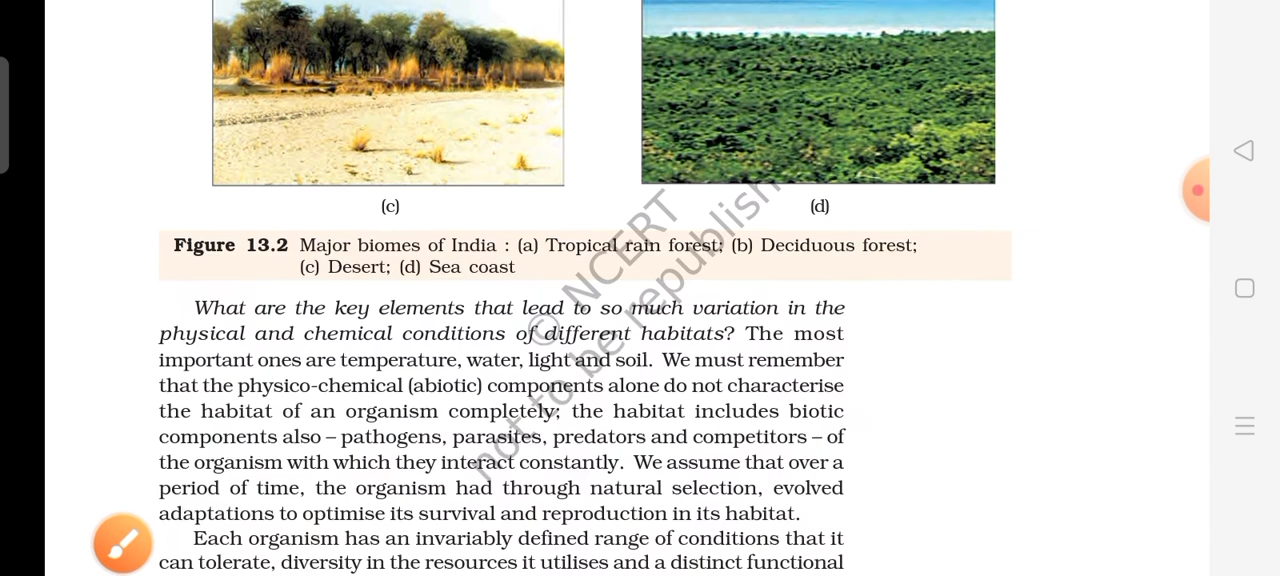 (c)
(d)
Figure 13.2 Major biomes of India : (a) Tropical rain forest; (b) Deciduous forest;
(c) Desert; (d) Sea coast
What are the key elements that lead to so much variation in the
physical and chemical conditions of different habitats? The most
important ones are temperature, water, light and soil. We must remember
that the physico-chemical (abiotic) components alone do not characterise
the habitat of an organism completely; the habitat includes biotic
components also – pathogens, parasites, predators and competitors – of
the organism with which they interact constantly. We assume that over a
period of time, the organism had through natural selection, evolved
adaptations to optimise its survival and reproduction in its habitat.
Each organism has an invariably defined range of conditions that it
can tolerate, diversity in the resources it utilises and a distinct functional
© NCERT
not to be republish